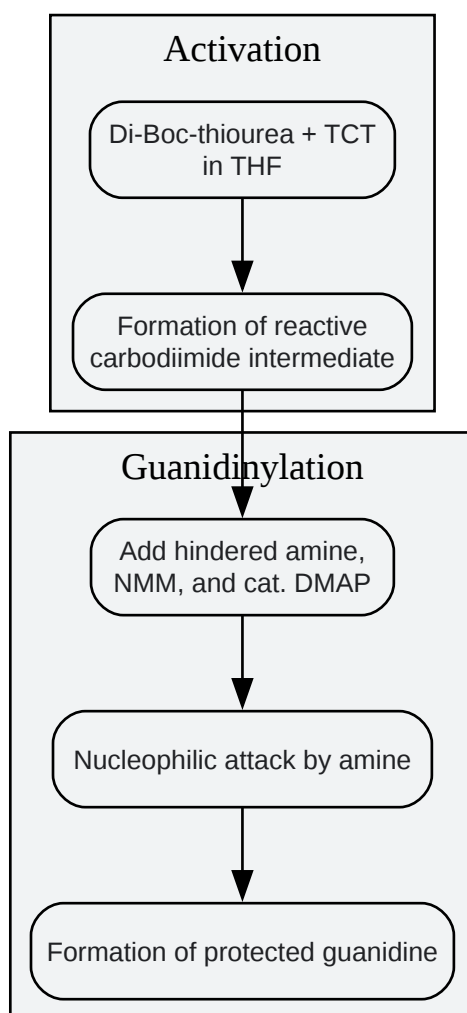 Activation
Di-Boc-thiourea + TCT
in THF
Formation of reactive
carbodiimide intermediate
Guanidinylation
Add hindered amine,
NMM, and cat. DMAP
Nucleophilic attack by amine
Formation of protected guanidine